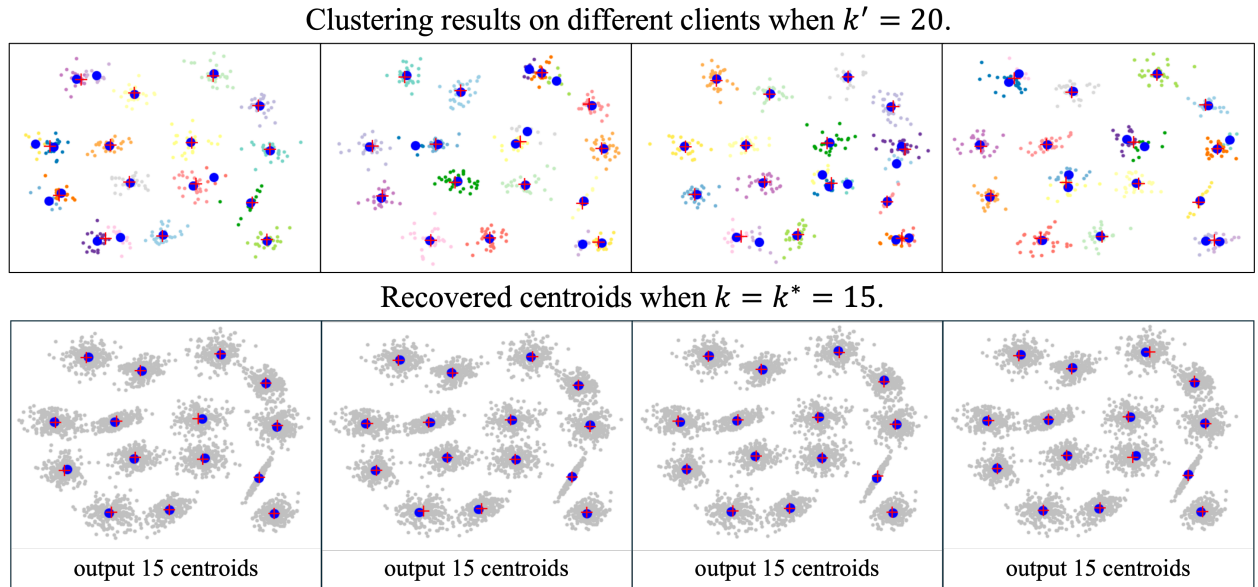 Clustering results on different clients when k′ = 20.
Recovered centroids when k = k* = 15.
output 15 centroids
output 15 centroids
output 15 centroids
output 15 centroids